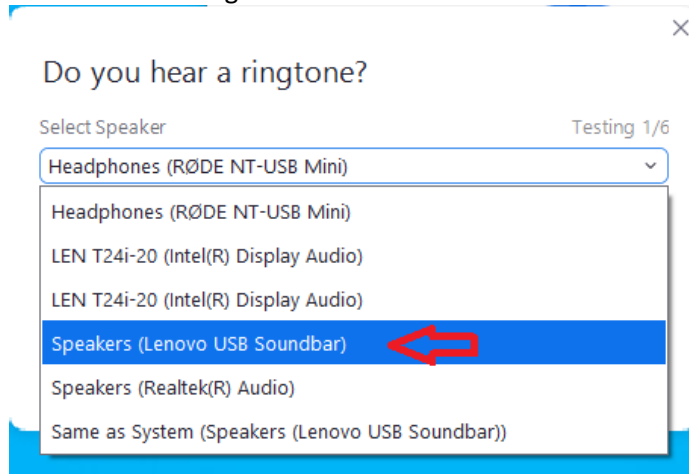 Do you hear a ringtone?
Select Speaker Testing 1/6
Headphones (RØDE NT-USB Mini)
Headphones (RØDE NT-USB Mini)
LEN T24i-20 (Intel(R) Display Audio)
LEN T24i-20 (Intel(R) Display Audio)
Speakers (Lenovo USB Soundbar)
Speakers (Realtek(R) Audio)
Same as System (Speakers (Lenovo USB Soundbar))